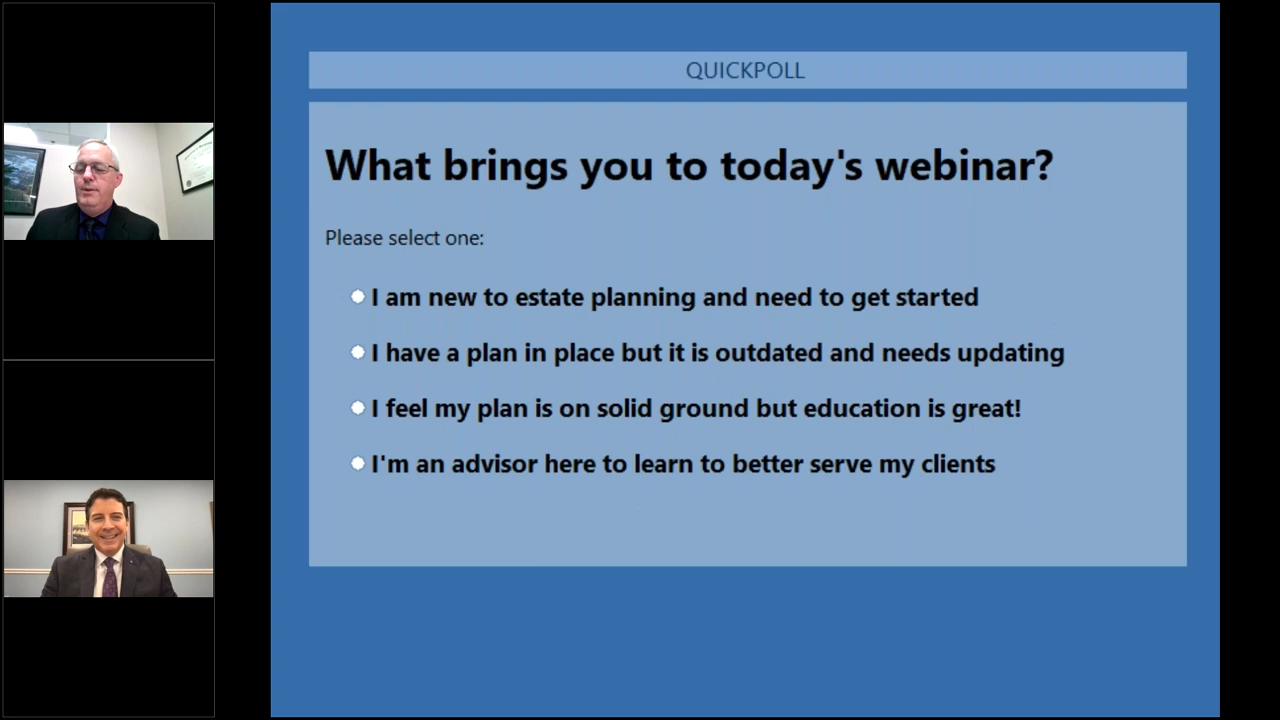 QUICKPOLL
What brings you to today's webinar?
Please select one:
I am new to estate planning and need to get started
I have a plan in place but it is outdated and needs updating
I feel my plan is on solid ground but education is great!
I'm an advisor here to learn to better serve my clients